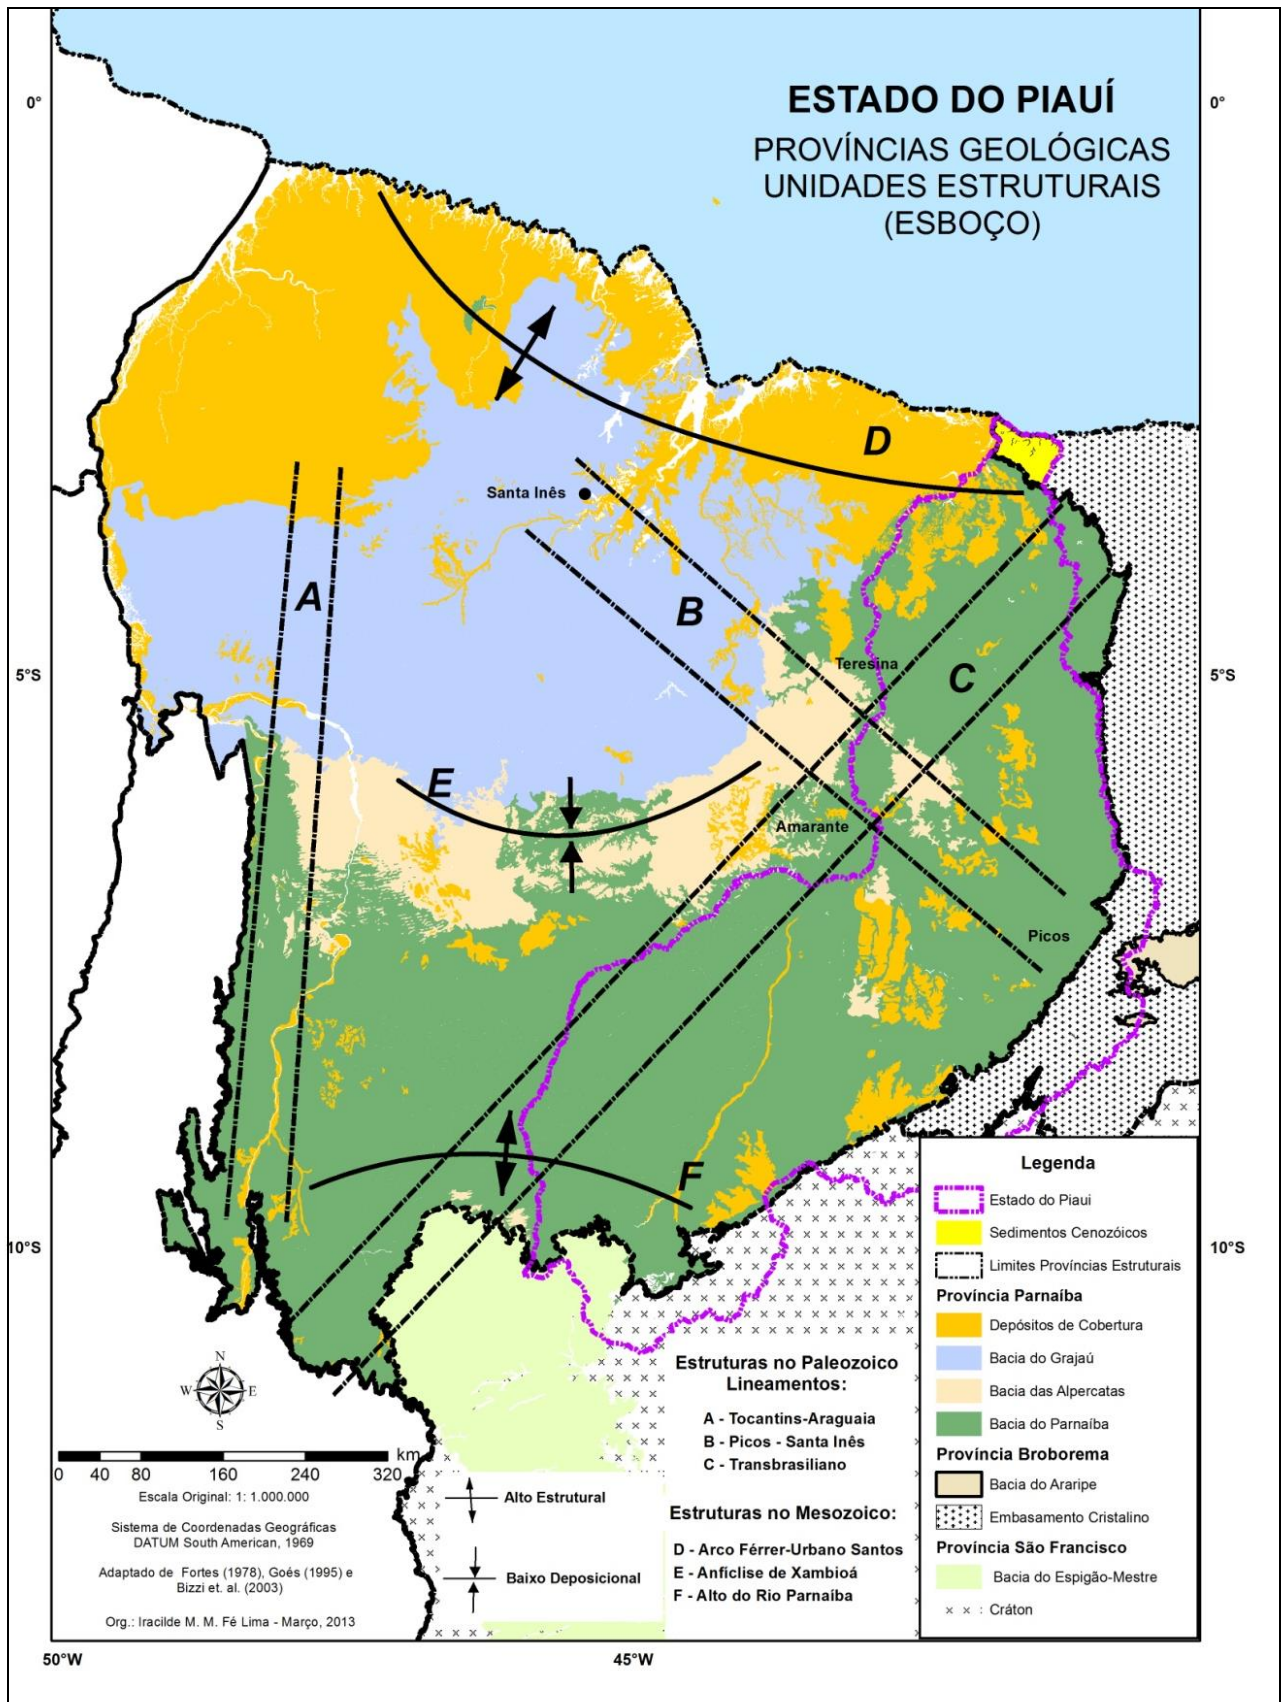 ESTADO DO PIAUÍ
PROVÍNCIAS GEOLÓGICAS
UNIDADES ESTRUTURAIS
(ESBOÇO)
0°
0°
D
Santa Inês
A
B
Teresina
C
5°S
5°S
E
Amarante
Picos
F
10°S
10°S
Legenda
Estado do Piaui
Sedimentos Cenozóicos
Limites Províncias Estruturais
Província Parnaíba
Depósitos de Cobertura
Bacia do Grajaú
Bacia das Alpercatas
Bacia do Parnaíba
Província Broborema
Bacia do Araripe
Embasamento Cristalino
Província São Francisco
Bacia do Espigão-Mestre
Cráton
Estruturas no Paleozoico
Lineamentos:
A - Tocantins-Araguaia
B - Picos - Santa Inês
C - Transbrasiliano
Estruturas no Mesozoico:
D - Arco Férrer-Urbano Santos
E - Anficlise de Xambioá
F - Alto do Rio Parnaíba
Alto Estrutural
Baixo Deposicional
N
W E
S
km
0 40 80 160 240 320
Escala Original: 1: 1.000.000
Sistema de Coordenadas Geográficas
DATUM South American, 1969
Adaptado de Fortes (1978), Goés (1995) e
Bizzi et. al. (2003)
Org.: Iracilde M. M. Fé Lima - Março, 2013
50°W
45°W